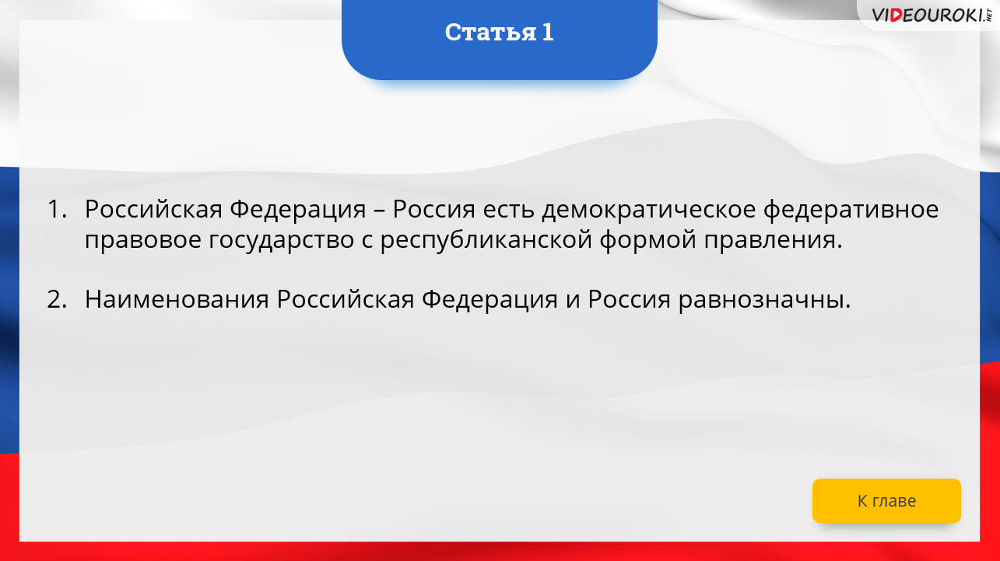 VIDEOUROKI.NET
Статья 1
1. Российская Федерация – Россия есть демократическое федеративное
правовое государство с республиканской формой правления.
2. Наименования Российская Федерация и Россия равнозначны.
К главе